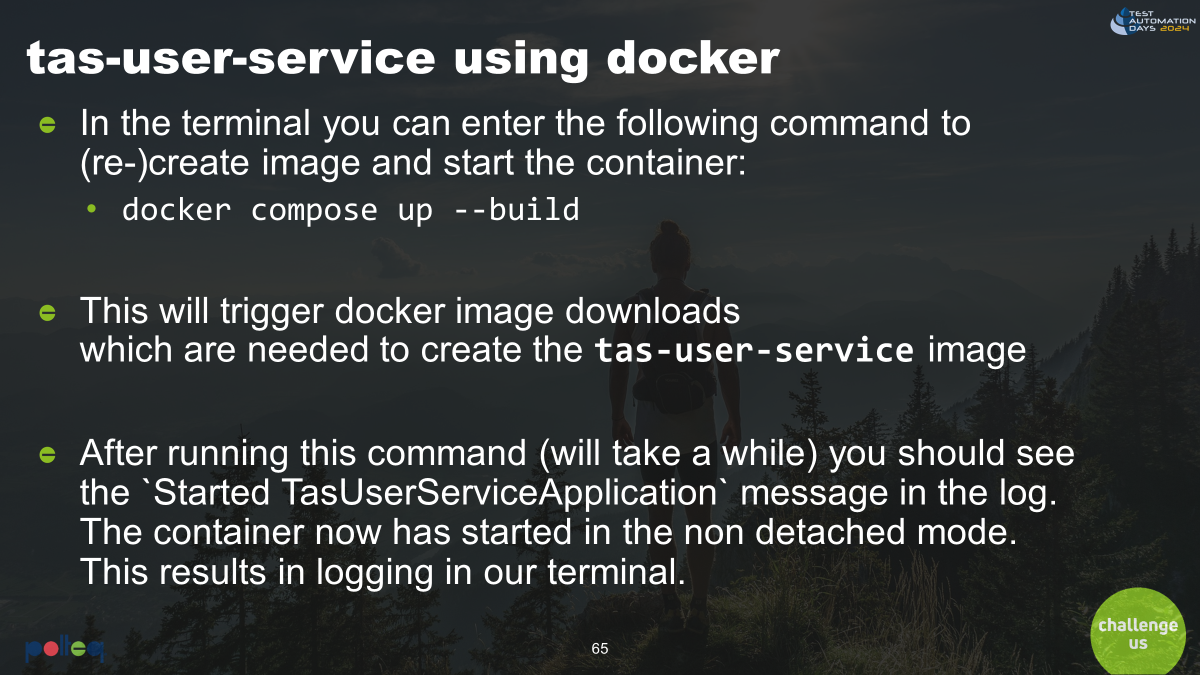 TEST
AUTOMATION
DAYS 2024
tas-user-service using docker
In the terminal you can enter the following command to
(re-)create image and start the container:
docker compose up --build
This will trigger docker image downloads
which are needed to create the tas-user-service image
After running this command (will take a while) you should see
the `Started TasUserServiceApplication` message in the log.
The container now has started in the non detached mode.
This results in logging in our terminal.
polteq
65
challenge
us